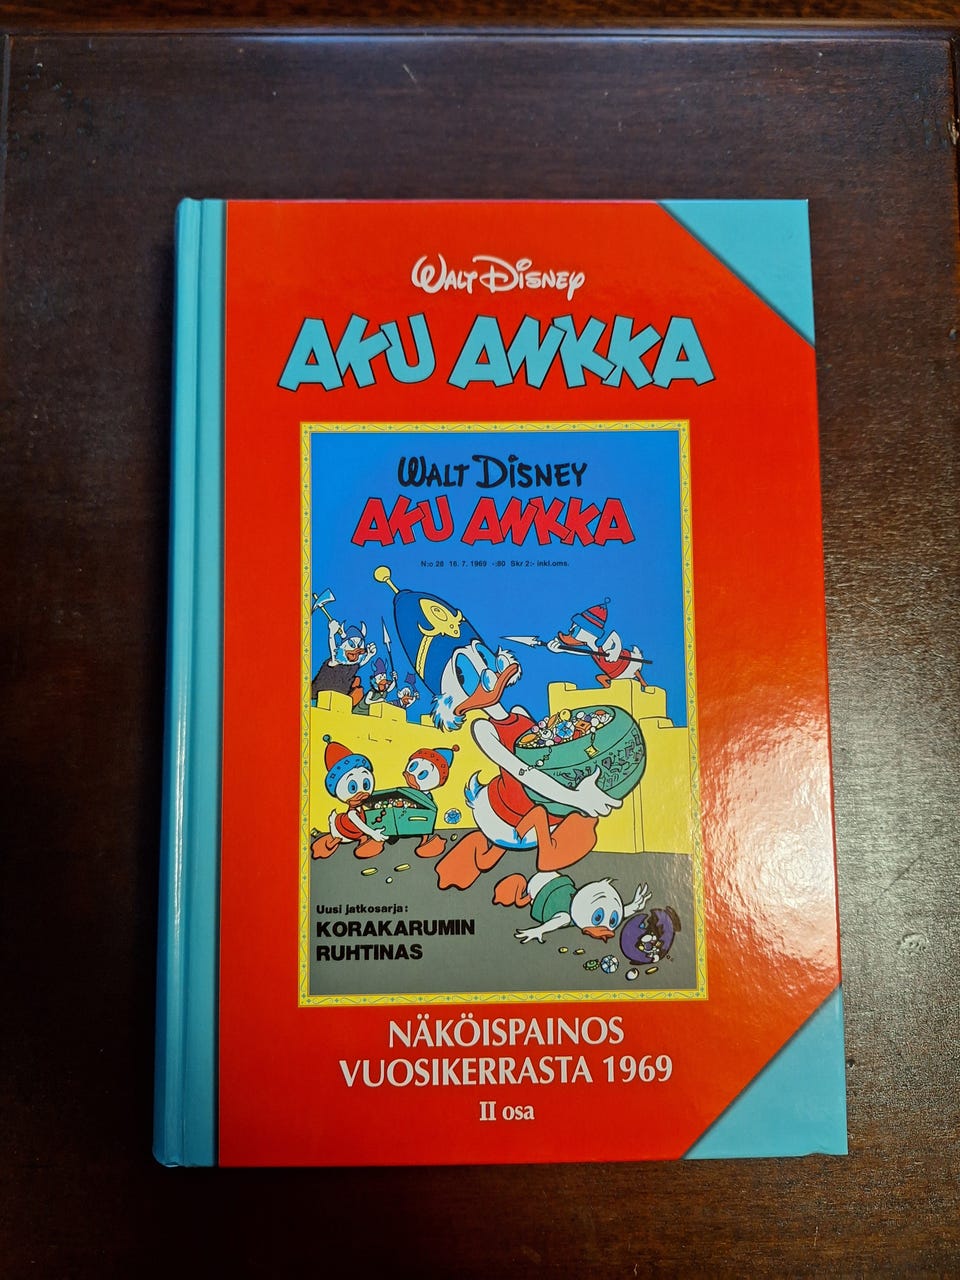 WALT DISNEY
AKU ANKKA
WALT DISNEY
AKU ANKKA
N:o 28 16. 7. 1969 -:80 Skr 2:- inkl.oms.
Uusi jatkosarja:
KORAKARUMIN
RUHTINAS
NÄKÖISPAINOS
VUOSIKERRASTA 1969
II osa